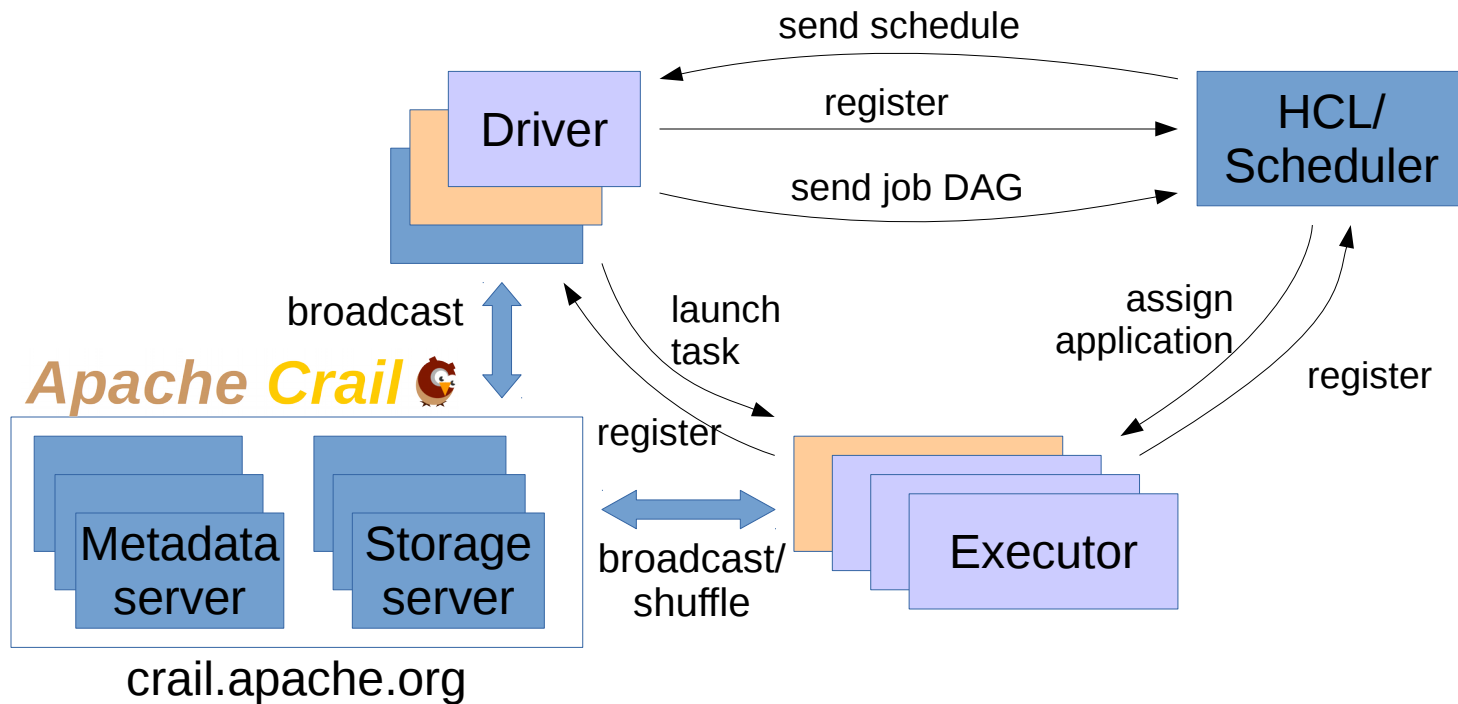 send schedule
register
send job DAG
Driver
HCL/
Scheduler
broadcast
launch
task
assign
application
register
Apache Crail
register
Metadata
server
Storage
server
broadcast/
shuffle
Executor
crail.apache.org